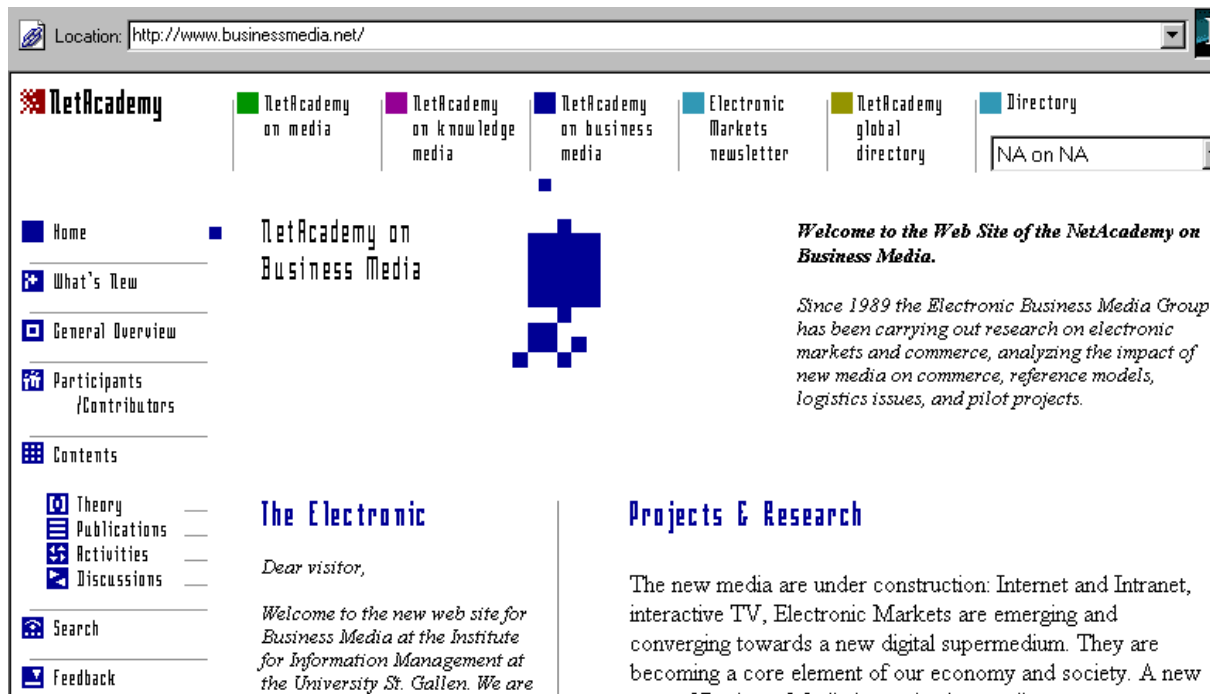 Location: http://www.businessmedia.net/
NetAcademy
NetAcademy
on media
NetAcademy
on knowledge
media
NetAcademy
on business
media
Electronic
Markets
newsletter
NetAcademy
global
directory
Directory
NA on NA
Home
What's New
General Overview
Participants
/Contributors
Contents
Theory
Publications
Activities
Discussions
Search
Feedback
NetAcademy on
Business Media
Welcome to the Web Site of the NetAcademy on
Business Media.
Since 1989 the Electronic Business Media Group
has been carrying out research on electronic
markets and commerce, analyzing the impact of
new media on commerce, reference models,
logistics issues, and pilot projects.
The Electronic
Dear visitor,
Welcome to the new web site for
Business Media at the Institute
for Information Management at
the University St. Gallen. We are
Projects & Research
The new media are under construction: Internet and Intranet,
interactive TV, Electronic Markets are emerging and
converging towards a new digital supermedium. They are
becoming a core element of our economy and society. A new